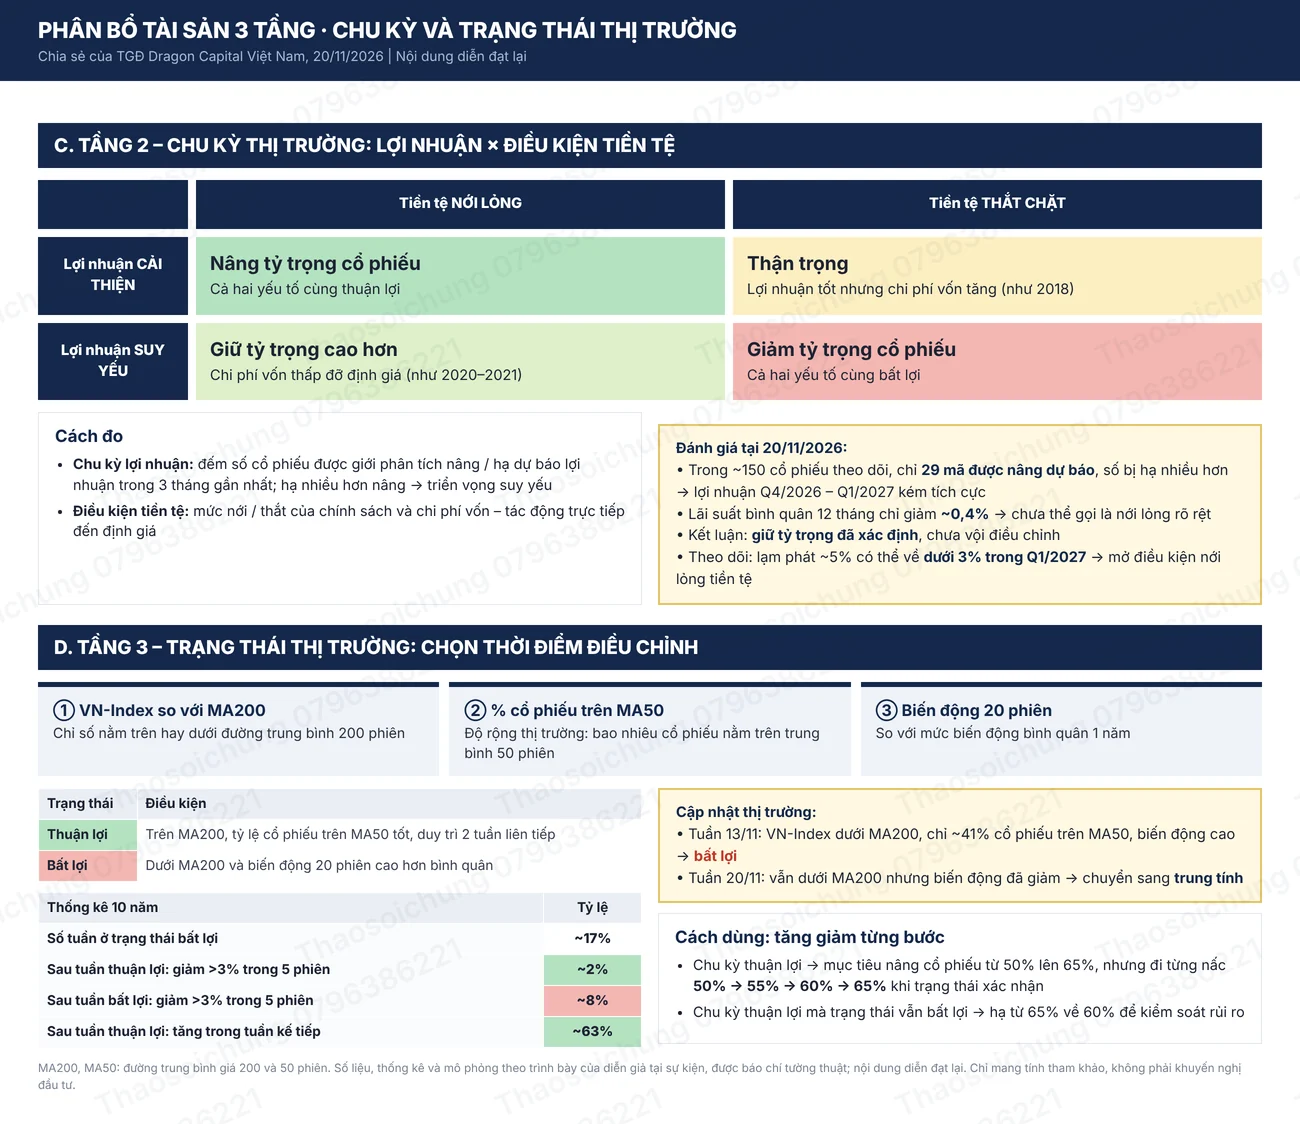 PHÂN BỔ TÀI SẢN 3 TẦNG · CHU KỲ VÀ TRẠNG THÁI THỊ TRƯỜNG
Chia sẻ của TGĐ Dragon Capital Việt Nam, 20/11/2026 | Nội dung diễn đạt lại
C. TẦNG 2 – CHU KỲ THỊ TRƯỜNG: LỢI NHUẬN × ĐIỀU KIỆN TIỀN TỆ
Tiền tệ NỚI LỎNG
Tiền tệ THẮT CHẶT
Lợi nhuận CẢI
THIỆN
Nâng tỷ trọng cổ phiếu
Cả hai yếu tố cùng thuận lợi
Thận trọng
Lợi nhuận tốt nhưng chi phí vốn tăng (như 2018)
Lợi nhuận SUY
YẾU
Giữ tỷ trọng cao hơn
Chi phí vốn thấp đỡ định giá (như 2020–2021)
Giảm tỷ trọng cổ phiếu
Cả hai yếu tố cùng bất lợi
Cách đo
• Chu kỳ lợi nhuận: đếm số cổ phiếu được giới phân tích nâng / hạ dự báo lợi
nhuận trong 3 tháng gần nhất; hạ nhiều hơn nâng → triển vọng suy yếu
• Điều kiện tiền tệ: mức nới / thắt của chính sách và chi phí vốn – tác động trực tiếp
đến định giá
Đánh giá tại 20/11/2026:
• Trong ~150 cổ phiếu theo dõi, chỉ 29 mã được nâng dự báo, số bị hạ nhiều hơn
→ lợi nhuận Q4/2026 – Q1/2027 kém tích cực
• Lãi suất bình quân 12 tháng chỉ giảm ~0,4% → chưa thể gọi là nới lỏng rõ rệt
• Kết luận: giữ tỷ trọng đã xác định, chưa vội điều chỉnh
• Theo dõi: lạm phát ~5% có thể về dưới 3% trong Q1/2027 → mở điều kiện nới
lỏng tiền tệ
D. TẦNG 3 – TRẠNG THÁI THỊ TRƯỜNG: CHỌN THỜI ĐIỂM ĐIỀU CHỈNH
① VN-Index so với MA200
Chỉ số nằm trên hay dưới đường trung bình 200 phiên
② % cổ phiếu trên MA50
Độ rộng thị trường: bao nhiêu cổ phiếu nằm trên trung
bình 50 phiên
③ Biến động 20 phiên
So với mức biến động bình quân 1 năm
Trạng thái Điều kiện
Thuận lợi Trên MA200, tỷ lệ cổ phiếu trên MA50 tốt, duy trì 2 tuần liên tiếp
Bất lợi Dưới MA200 và biến động 20 phiên cao hơn bình quân
Thống kê 10 năm Tỷ lệ
Số tuần ở trạng thái bất lợi ~17%
Sau tuần thuận lợi: giảm >3% trong 5 phiên ~2%
Sau tuần bất lợi: giảm >3% trong 5 phiên ~8%
Sau tuần thuận lợi: tăng trong tuần kế tiếp ~63%
Cập nhật thị trường:
• Tuần 13/11: VN-Index dưới MA200, chỉ ~41% cổ phiếu trên MA50, biến động cao
→ bất lợi
• Tuần 20/11: vẫn dưới MA200 nhưng biến động đã giảm → chuyển sang trung tính
Cách dùng: tăng giảm từng bước
• Chu kỳ thuận lợi → mục tiêu nâng cổ phiếu từ 50% lên 65%, nhưng đi từng nấc
50% → 55% → 60% → 65% khi trạng thái xác nhận
• Chu kỳ thuận lợi mà trạng thái vẫn bất lợi → hạ từ 65% về 60% để kiểm soát rủi ro
MA200, MA50: đường trung bình giá 200 và 50 phiên. Số liệu, thống kê và mô phỏng theo trình bày của diễn giả tại sự kiện, được báo chí tường thuật; nội dung diễn đạt lại. Chỉ mang tính tham khảo, không phải khuyến nghị
đầu tư.
Thaosoichung 0796386221